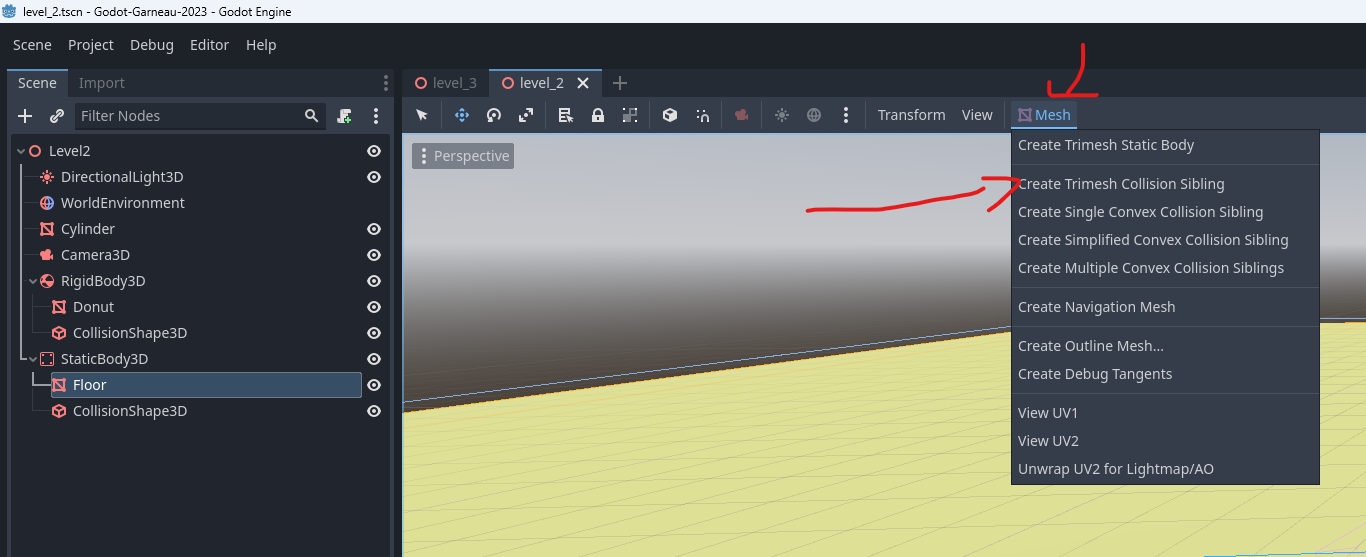 level_2.tscn - Godot-Garneau-2023 - Godot Engine
Scene Project Debug Editor Help
Scene Import
level_3 level_2
Filter Nodes
Transform View Mesh
Level2
DirectionalLight3D
WorldEnvironment
Cylinder
Camera3D
RigidBody3D
Donut
CollisionShape3D
StaticBody3D
Floor
CollisionShape3D
Perspective
Create Trimesh Static Body
Create Trimesh Collision Sibling
Create Single Convex Collision Sibling
Create Simplified Convex Collision Sibling
Create Multiple Convex Collision Siblings
Create Navigation Mesh
Create Outline Mesh...
Create Debug Tangents
View UV1
View UV2
Unwrap UV2 for Lightmap/AO